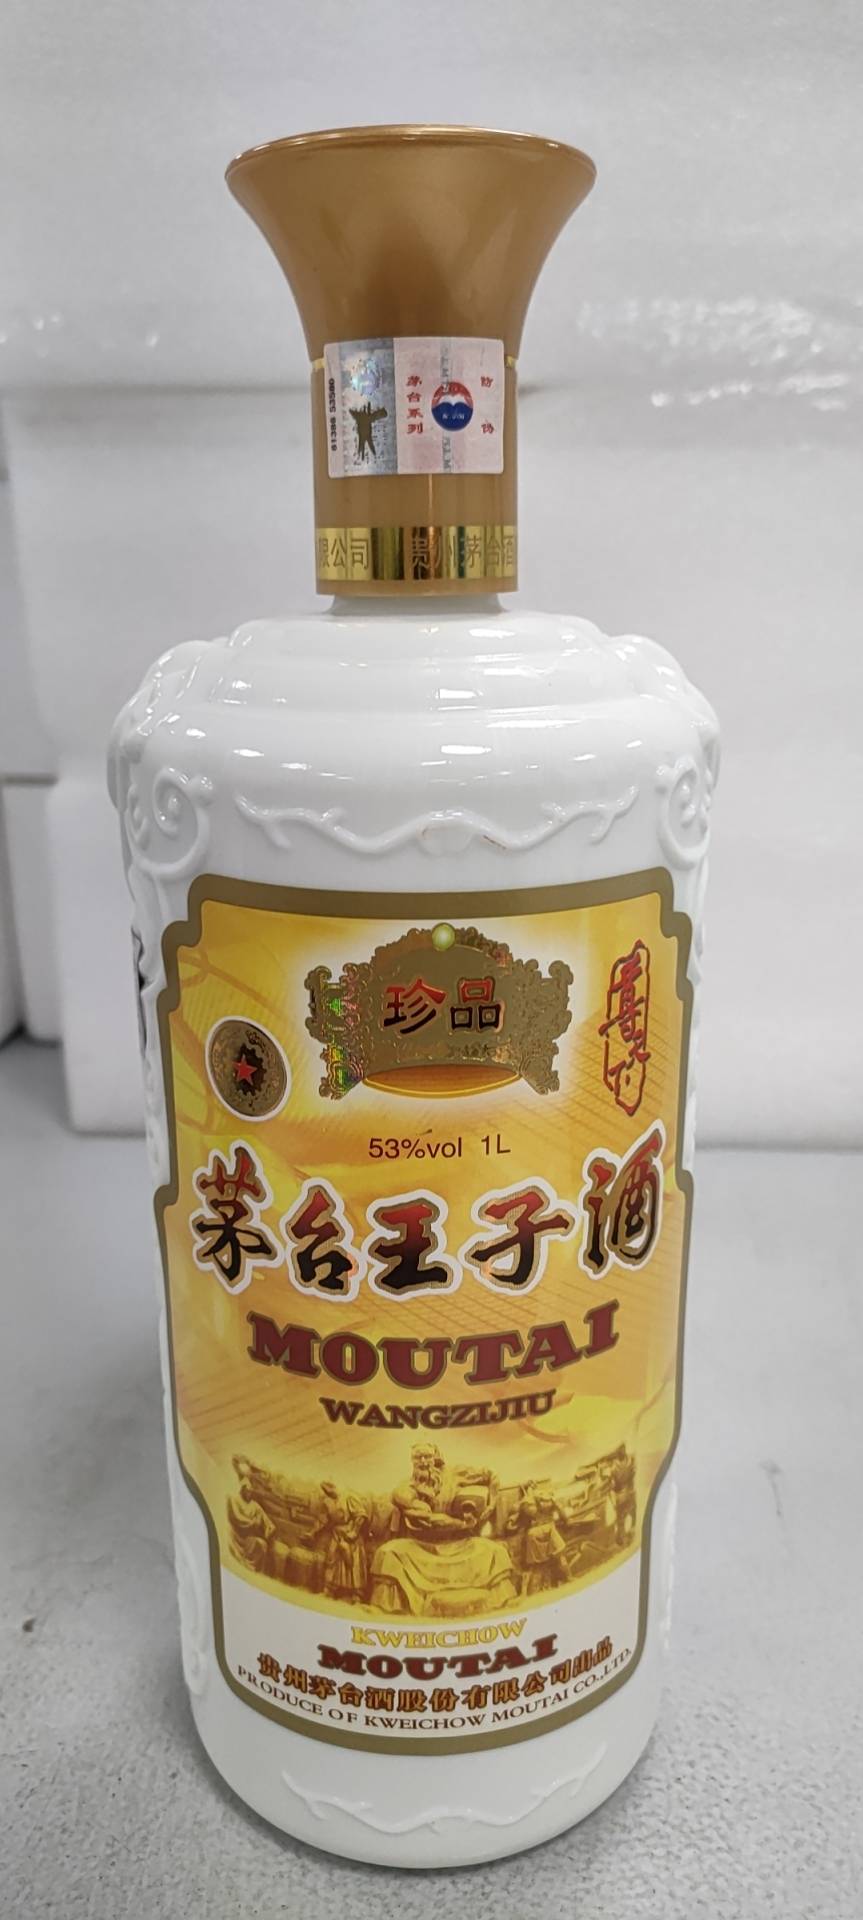 61386 53580
茅台系列
防伪
限公司 贵州茅台酒
珍品
53%vol 1L
茅台王子酒
MOUTAI
WANGZIJIU
KWEICHOW
MOUTAI
贵州茅台酒股份有限公司出品
PRODUCE OF KWEICHOW MOUTAI CO.,LTD.